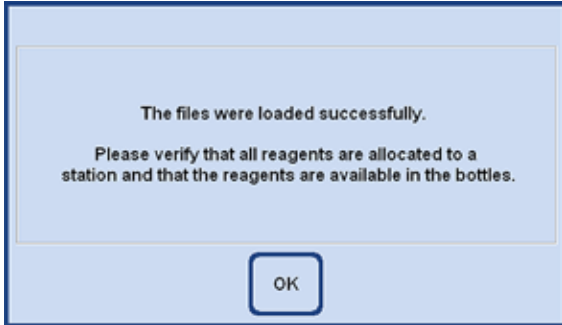 The files were loaded successfully.
Please verify that all reagents are allocated to a
station and that the reagents are available in the bottles.
OK